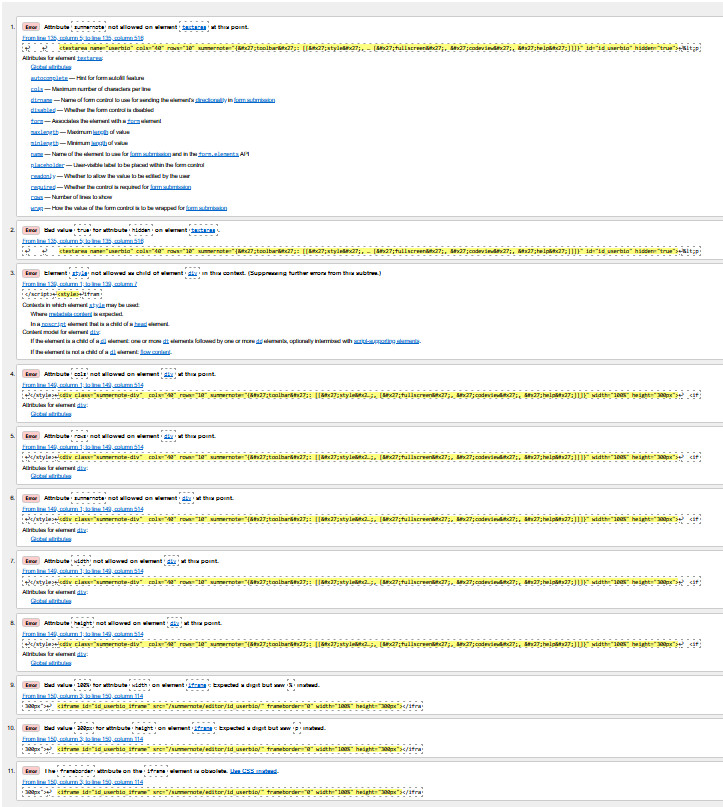 1. Error Attribute summernote not allowed on element textarea at this point.
From line 135, column 5; to line 135, column 518
↩ ↩ <textarea name="userbio" cols="40" rows="10" summernote="{&#x27;toolbar&#x27;: [[&#x27;style&#x27;, … [&#x27;fullscreen&#x27;, &#x27;codeview&#x27;, &#x27;help&#x27;]]}" id="id_userbio" hidden="true">↩&lt;p
Attributes for element textarea:
Global attributes
autocomplete — Hint for form autofill feature
cols — Maximum number of characters per line
dirname — Name of form control to use for sending the element's directionality in form submission
disabled — Whether the form control is disabled
form — Associates the element with a form element
maxlength — Maximum length of value
minlength — Minimum length of value
name — Name of the element to use for form submission and in the form.elements API
placeholder — User-visible label to be placed within the form control
readonly — Whether to allow the value to be edited by the user
required — Whether the control is required for form submission
rows — Number of lines to show
wrap — How the value of the form control is to be wrapped for form submission
2. Error Bad value true for attribute hidden on element textarea.
From line 135, column 5; to line 135, column 518
↩ ↩ <textarea name="userbio" cols="40" rows="10" summernote="{&#x27;toolbar&#x27;: [[&#x27;style&#x27;, … [&#x27;fullscreen&#x27;, &#x27;codeview&#x27;, &#x27;help&#x27;]]}" id="id_userbio" hidden="true">↩&lt;p
3. Error Element style not allowed as child of element div in this context. (Suppressing further errors from this subtree.)
From line 139, column 1; to line 139, column 7
</script>↩<style>↩ifram
Contexts in which element style may be used:
Where metadata content is expected.
In a noscript element that is a child of a head element.
Content model for element div:
If the element is a child of a dl element: one or more dt elements followed by one or more dd elements, optionally intermixed with script-supporting elements.
If the element is not a child of a dl element: flow content.
4. Error Attribute cols not allowed on element div at this point.
From line 149, column 1; to line 149, column 514
↩</style>↩<div class="summernote-div" cols="40" rows="10" summernote="{&#x27;toolbar&#x27;: [[&#x27;style&#x2…;, [&#x27;fullscreen&#x27;, &#x27;codeview&#x27;, &#x27;help&#x27;]]}" width="100%" height="300px">↩ <if
Attributes for element div:
Global attributes
5. Error Attribute rows not allowed on element div at this point.
From line 149, column 1; to line 149, column 514
↩</style>↩<div class="summernote-div" cols="40" rows="10" summernote="{&#x27;toolbar&#x27;: [[&#x27;style&#x2…;, [&#x27;fullscreen&#x27;, &#x27;codeview&#x27;, &#x27;help&#x27;]]}" width="100%" height="300px">↩ <if
Attributes for element div:
Global attributes
6. Error Attribute summernote not allowed on element div at this point.
From line 149, column 1; to line 149, column 514
↩</style>↩<div class="summernote-div" cols="40" rows="10" summernote="{&#x27;toolbar&#x27;: [[&#x27;style&#x2…;, [&#x27;fullscreen&#x27;, &#x27;codeview&#x27;, &#x27;help&#x27;]]}" width="100%" height="300px">↩ <if
Attributes for element div:
Global attributes
7. Error Attribute width not allowed on element div at this point.
From line 149, column 1; to line 149, column 514
↩</style>↩<div class="summernote-div" cols="40" rows="10" summernote="{&#x27;toolbar&#x27;: [[&#x27;style&#x2…;, [&#x27;fullscreen&#x27;, &#x27;codeview&#x27;, &#x27;help&#x27;]]}" width="100%" height="300px">↩ <if
Attributes for element div:
Global attributes
8. Error Attribute height not allowed on element div at this point.
From line 149, column 1; to line 149, column 514
↩</style>↩<div class="summernote-div" cols="40" rows="10" summernote="{&#x27;toolbar&#x27;: [[&#x27;style&#x2…;, [&#x27;fullscreen&#x27;, &#x27;codeview&#x27;, &#x27;help&#x27;]]}" width="100%" height="300px">↩ <if
Attributes for element div:
Global attributes
9. Error Bad value 100% for attribute width on element iframe: Expected a digit but saw % instead.
From line 150, column 3; to line 150, column 114
300px">↩ <iframe id="id_userbio_iframe" src="/summernote/editor/id_userbio/" frameborder="0" width="100%" height="300px"></ifra
10. Error Bad value 300px for attribute height on element iframe: Expected a digit but saw p instead.
From line 150, column 3; to line 150, column 114
300px">↩ <iframe id="id_userbio_iframe" src="/summernote/editor/id_userbio/" frameborder="0" width="100%" height="300px"></ifra
11. Error The frameborder attribute on the iframe element is obsolete. Use CSS instead.
From line 150, column 3; to line 150, column 114
300px">↩ <iframe id="id_userbio_iframe" src="/summernote/editor/id_userbio/" frameborder="0" width="100%" height="300px"></ifra